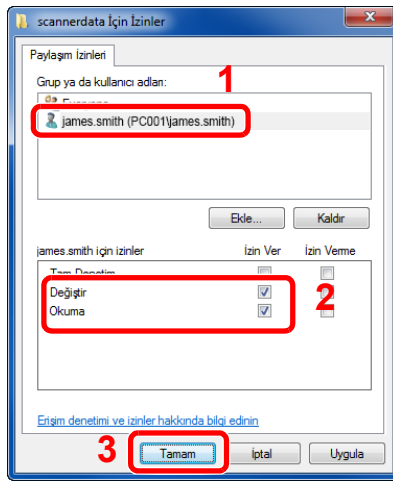 scannerdata İçin İzinler
Paylaşım İzinleri
Grup ya da kullanıcı adları:
1
james.smith (PC001\james.smith)
Ekle...
Kaldır
james.smith için izinler İzin Ver İzin Verme
Tam Denetim
Değiştir
Okuma
2
Erişim denetimi ve izinler hakkında bilgi edinin
3
Tamam
İptal
Uygula